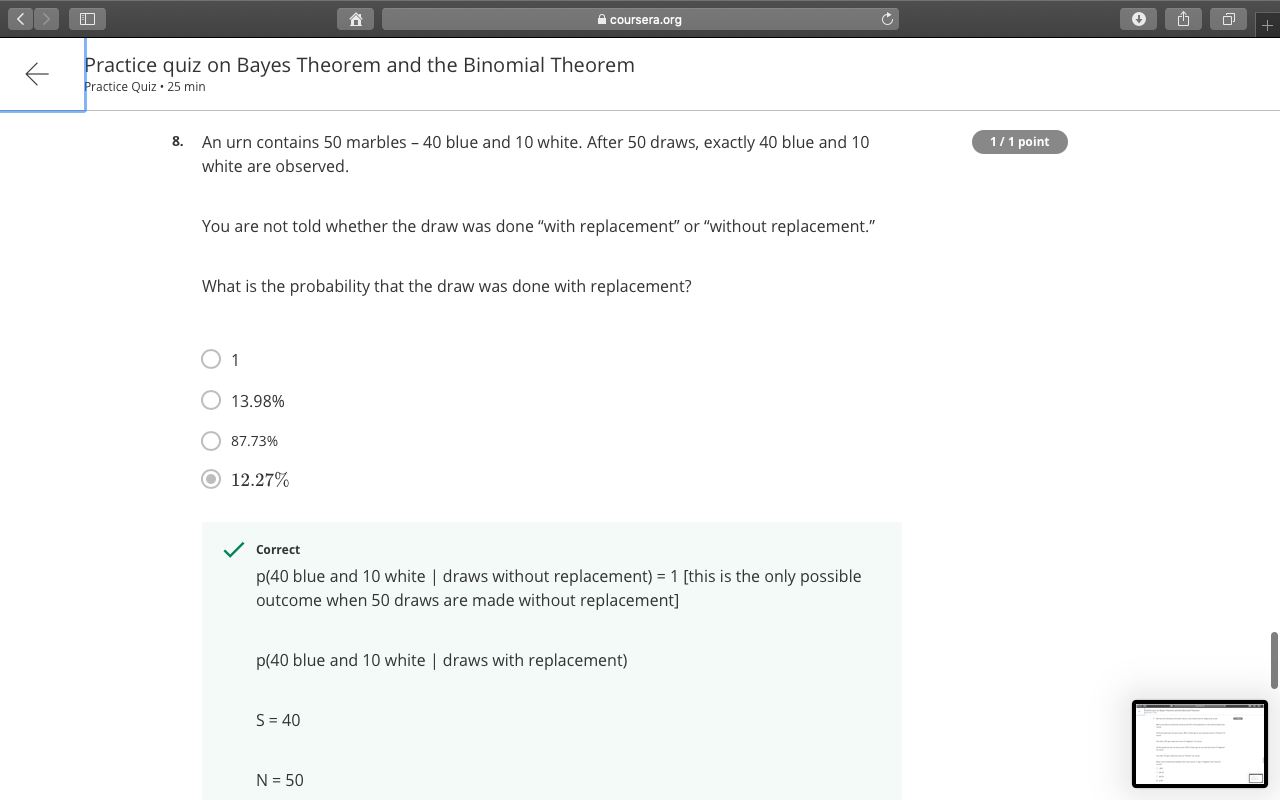 coursera.org
Practice quiz on Bayes Theorem and the Binomial Theorem
Practice Quiz • 25 min
8.
An urn contains 50 marbles – 40 blue and 10 white. After 50 draws, exactly 40 blue and 10
white are observed.
1 / 1 point
You are not told whether the draw was done “with replacement” or “without replacement.”
What is the probability that the draw was done with replacement?
1
13.98%
87.73%
12.27%
Correct
p(40 blue and 10 white | draws without replacement) = 1 [this is the only possible
outcome when 50 draws are made without replacement]
p(40 blue and 10 white | draws with replacement)
S = 40
N = 50